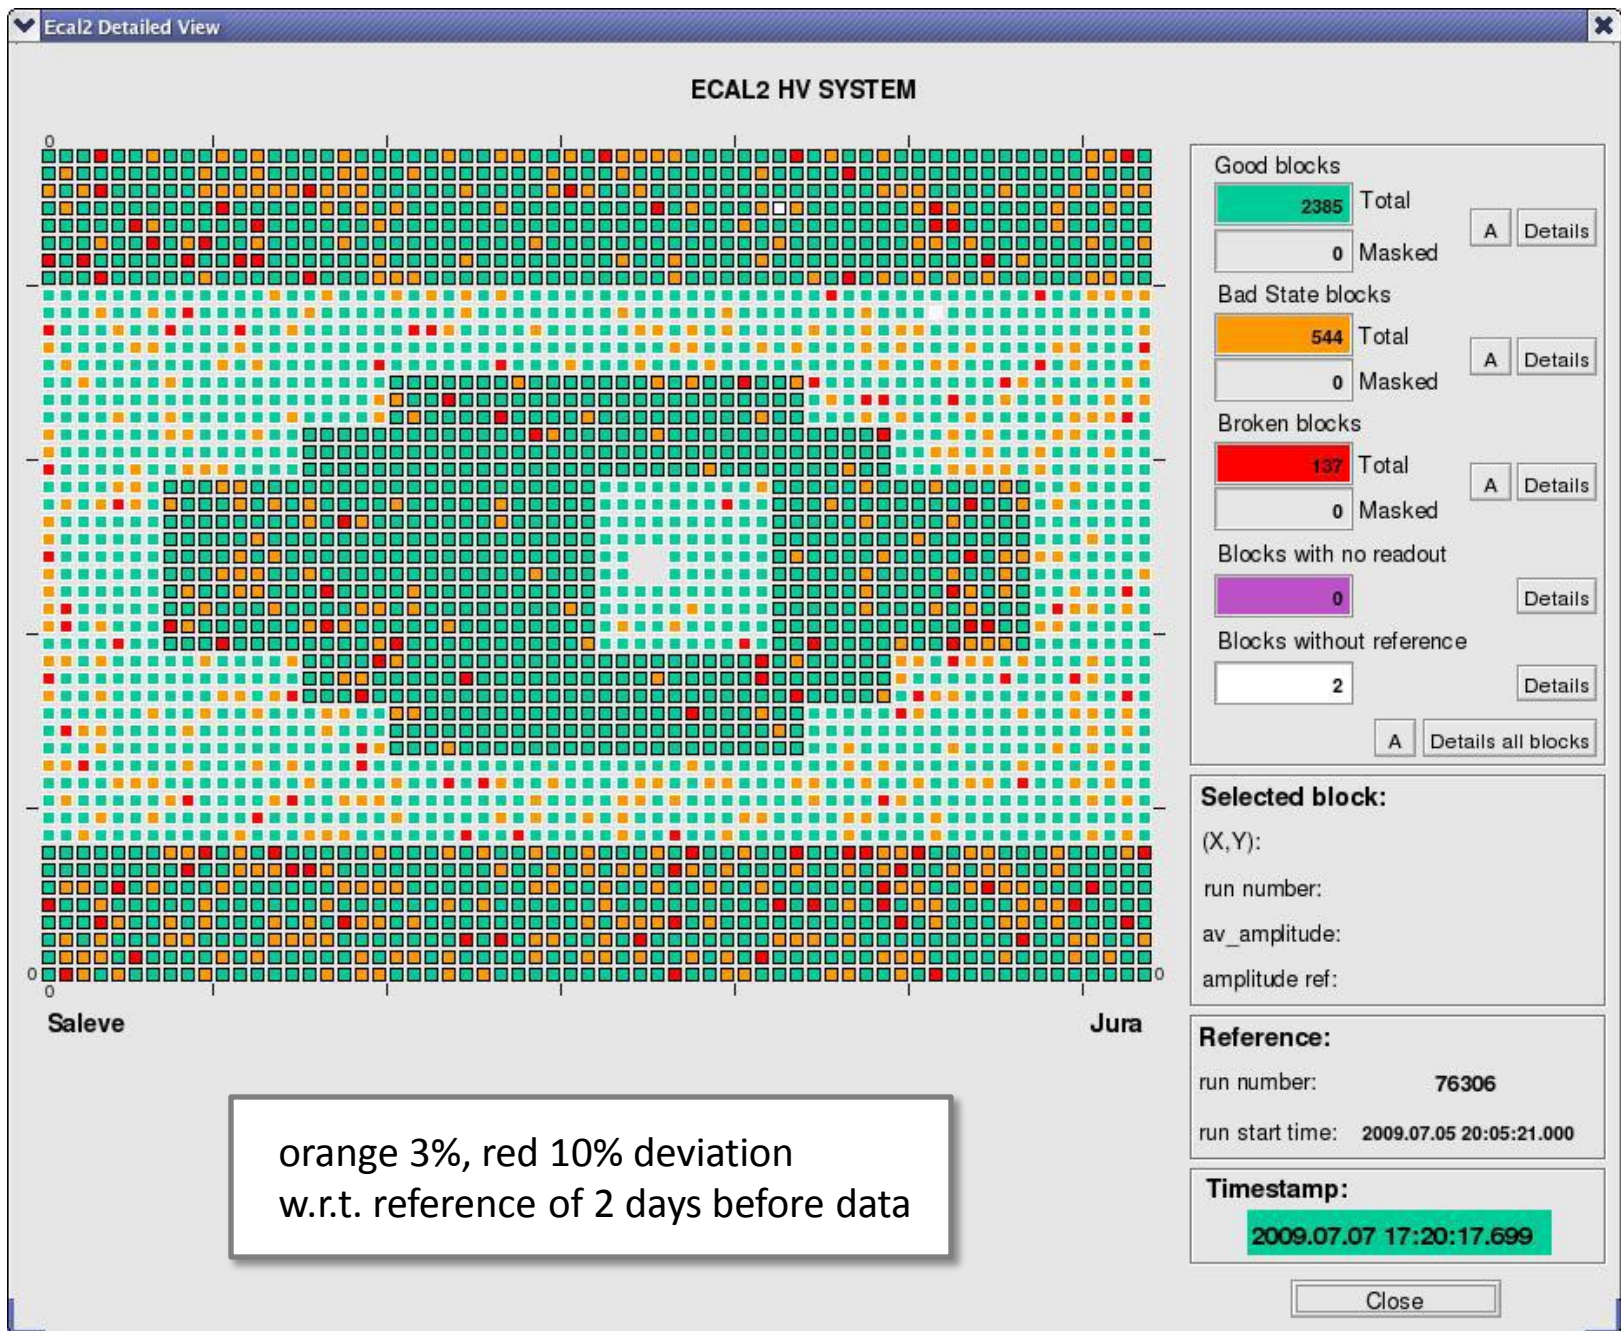 Ecal2 Detailed View
ECAL2 HV SYSTEM
0
0
0
0
Saleve
Jura
Good blocks
2385 Total
A Details
0 Masked
Bad State blocks
544 Total
A Details
0 Masked
Broken blocks
137 Total
A Details
0 Masked
Blocks with no readout
0 Details
Blocks without reference
2 Details
A Details all blocks
Selected block:
(X,Y):
run number:
av_amplitude:
amplitude ref:
Reference:
run number: 76306
run start time: 2009.07.05 20:05:21.000
Timestamp:
2009.07.07 17:20:17.699
Close
orange 3%, red 10% deviation
w.r.t. reference of 2 days before data